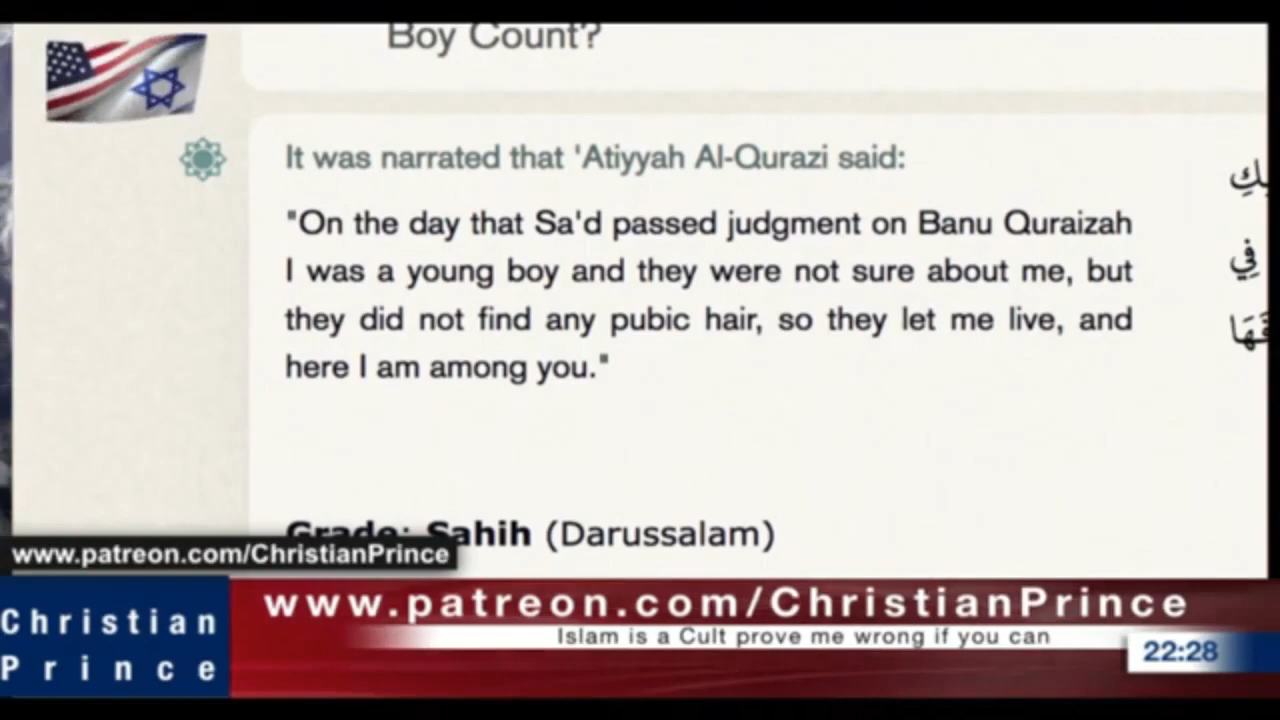 Boy Count?
It was narrated that 'Atiyyah Al-Qurazi said:
"On the day that Sa'd passed judgment on Banu Quraizah
I was a young boy and they were not sure about me, but
they did not find any pubic hair, so they let me live, and
here I am among you."
في
Grade: Sahih (Darussalam)
www.patreon.com/ChristianPrince
www.patreon.com/ChristianPrince
Islam is a Cult prove me wrong if you can
Christian
Prince
22:28